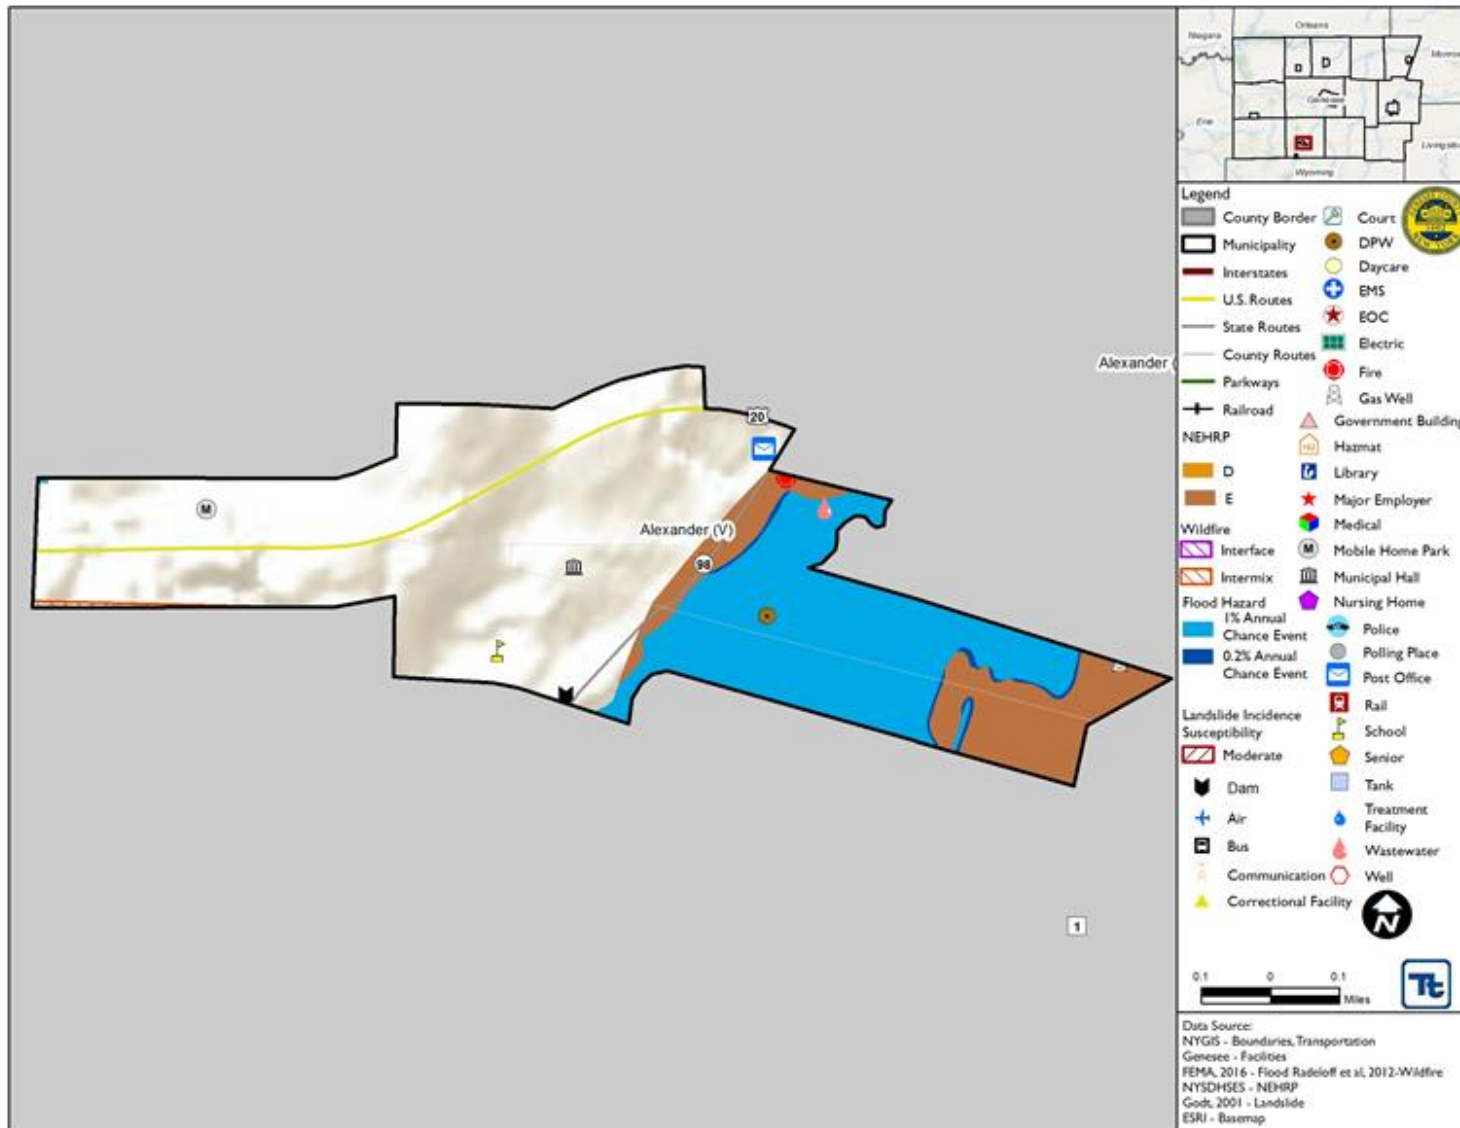 Orleans
Niagara
Monroe
Genesee
Erie
Livingston
Wyoming
Alexander (
20
Alexander (V)
98
M
1
Legend
County Border
Municipality
Interstates
U.S. Routes
State Routes
County Routes
Parkways
Railroad
NEHRP
D
E
Wildfire
Interface
Intermix
Flood Hazard
1% Annual
Chance Event
0.2% Annual
Chance Event
Landslide Incidence
Susceptibility
Moderate
Dam
Air
Bus
Communication
Correctional Facility
Court
DPW
Daycare
EMS
EOC
Electric
Fire
Gas Well
Government Building
Hazmat
Library
Major Employer
Medical
M Mobile Home Park
Municipal Hall
Nursing Home
Police
Polling Place
Post Office
Rail
School
Senior
Tank
Treatment
Facility
Wastewater
Well
N
0.1 0 0.1
Miles
Tt
Data Source:
NYGIS - Boundaries, Transportation
Genesee - Facilities
FEMA, 2016 - Flood Radeloff et al, 2012-Wildfire
NYSDHSES - NEHRP
Godt, 2001 - Landslide
ESRI - Basemap